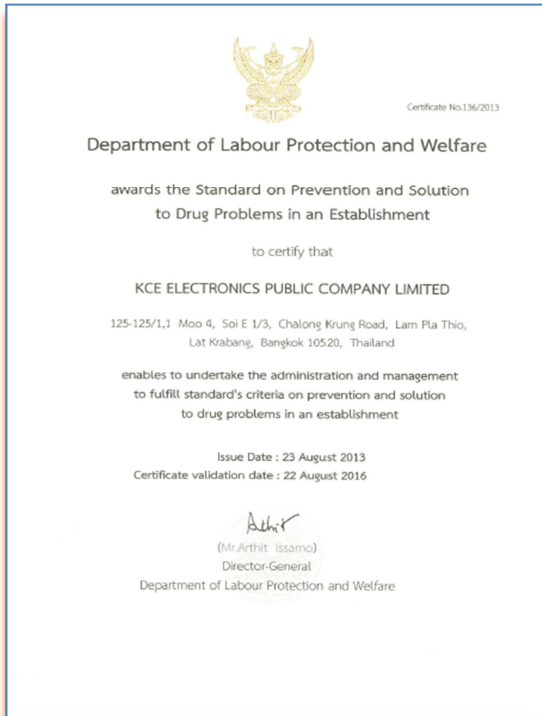 Certificate No.136/2013
Department of Labour Protection and Welfare
awards the Standard on Prevention and Solution
to Drug Problems in an Establishment
to certify that
KCE ELECTRONICS PUBLIC COMPANY LIMITED
125-125/1,1 Moo 4, Soi E 1/3, Chalong Krung Road, Lam Pla Thio,
Lat Krabang, Bangkok 10520, Thailand
enables to undertake the administration and management
to fulfill standard's criteria on prevention and solution
to drug problems in an establishment
Issue Date : 23 August 2013
Certificate validation date : 22 August 2016
Arthit
(Mr.Arthit Issamo)
Director-General
Department of Labour Protection and Welfare